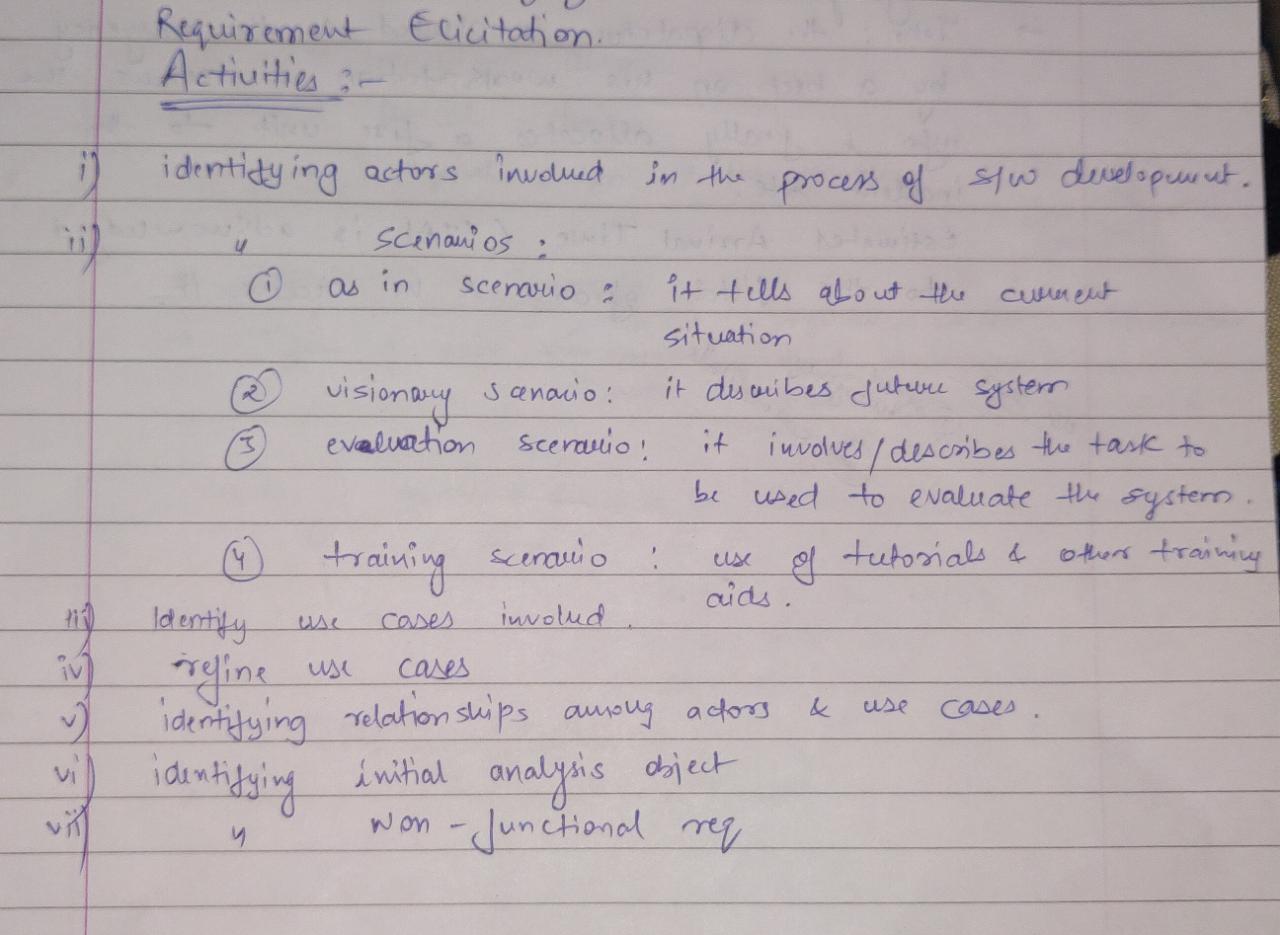 Requirement Elicitation.
Activities :-
i) identifying actors involved in the process of s/w development.
ii) " scenarios :
① as in scenario : it tells about the current
situation
② visionary scenario : it describes future system
③ evaluation scenario : it involves/describes the task to
be used to evaluate the system.
④ training scenario : use of tutorials & other training
aids.
iii) Identify use cases involved.
iv) refine use cases
v) identifying relationships among actors & use cases.
vi) identifying initial analysis object
vii) " Non-functional req